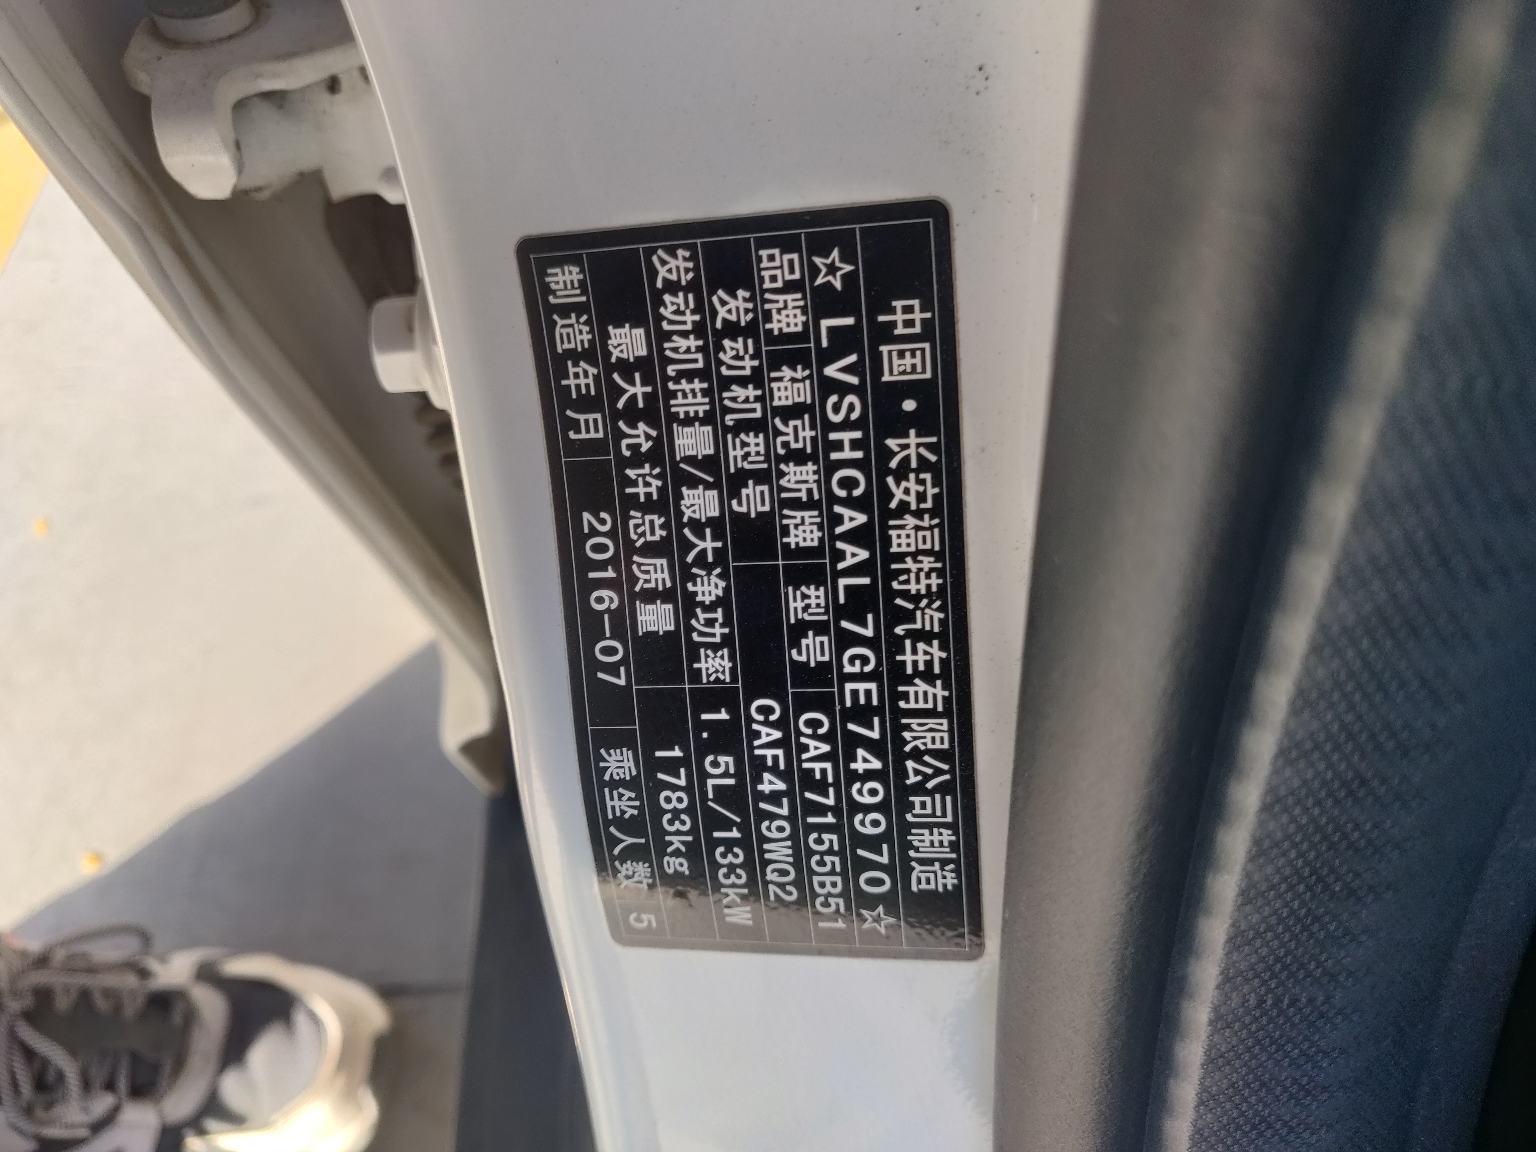 中国·长安福特汽车有限公司制造
☆LVSHCAAL7GE749970☆
品牌 福克斯牌 型号 CAF7155B51
发动机型号 CAF479WQ2
发动机排量/最大净功率 1.5L/133kW
最大允许总质量 1783kg
制造年月 2016-07 乘坐人数 5